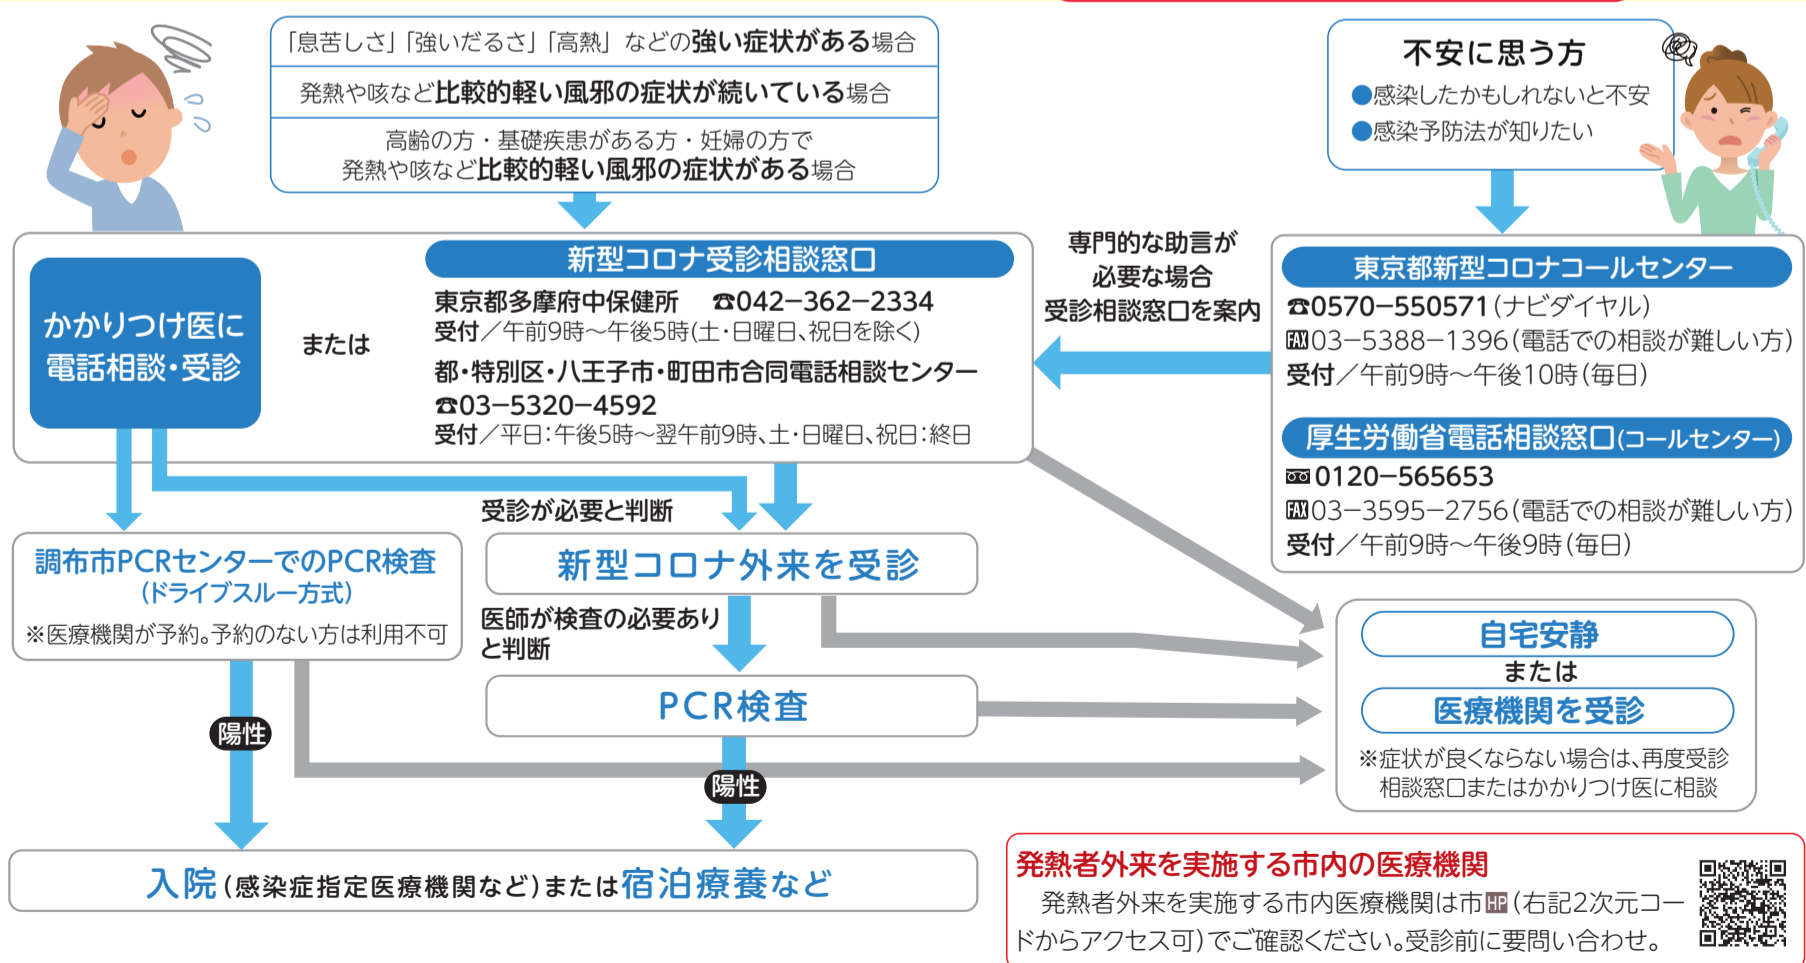 「息苦しさ」「強いだるさ」「高熱」などの強い症状がある場合
発熱や咳など比較的軽い風邪の症状が続いている場合
高齢の方・基礎疾患がある方・妊婦の方で
発熱や咳など比較的軽い風邪の症状がある場合
不安に思う方
●感染したかもしれないと不安
●感染予防法が知りたい
かかりつけ医に
電話相談・受診
または
新型コロナ受診相談窓口
東京都多摩府中保健所 ☎042−362−2334
受付／午前9時〜午後5時(土・日曜日、祝日を除く)
都・特別区・八王子市・町田市合同電話相談センター
☎03−5320−4592
受付／平日：午後5時〜翌午前9時、土・日曜日、祝日：終日
専門的な助言が
必要な場合
受診相談窓口を案内
東京都新型コロナコールセンター
☎0570−550571(ナビダイヤル)
FAX03−5388−1396(電話での相談が難しい方)
受付／午前9時〜午後10時(毎日)
厚生労働省電話相談窓口(コールセンター)
0120−565653
FAX03−3595−2756(電話での相談が難しい方)
受付／午前9時〜午後9時(毎日)
受診が必要と判断
調布市PCRセンターでのPCR検査
(ドライブスルー方式)
※医療機関が予約。予約のない方は利用不可
新型コロナ外来を受診
医師が検査の必要あり
と判断
PCR検査
陽性
陽性
自宅安静
または
医療機関を受診
※症状が良くならない場合は、再度受診
相談窓口またはかかりつけ医に相談
入院(感染症指定医療機関など)または宿泊療養など
発熱者外来を実施する市内の医療機関
発熱者外来を実施する市内医療機関は市HP(右記2次元コー
ドからアクセス可)でご確認ください。受診前に要問い合わせ。